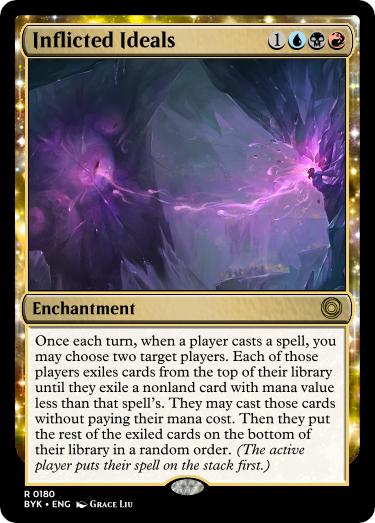 Inflicted Ideals 1
Enchantment
Once each turn, when a player casts a spell, you
may choose two target players. Each of those
players exiles cards from the top of their library
until they exile a nonland card with mana value
less than that spell's. They may cast those cards
without paying their mana cost. Then they put
the rest of the exiled cards on the bottom of
their library in a random order. (The active
player puts their spell on the stack first.)
R 0180
BYK • ENG Grace Liu